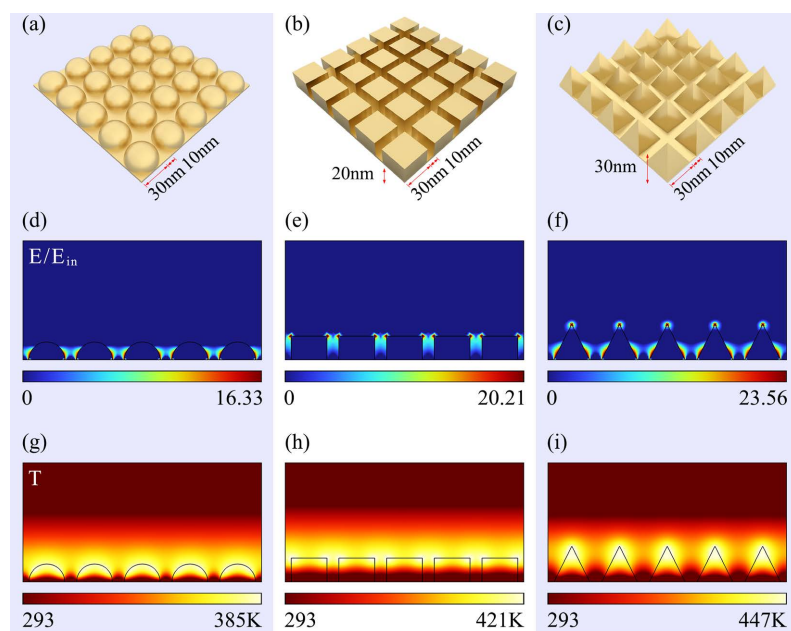 (a)
(b)
(c)
30nm 10nm
20nm
30nm 10nm
30nm
30nm 10nm
(d)
(e)
(f)
E/Ein
0 16.33
0 20.21
0 23.56
(g)
(h)
(i)
T
293 385K
293 421K
293 447K